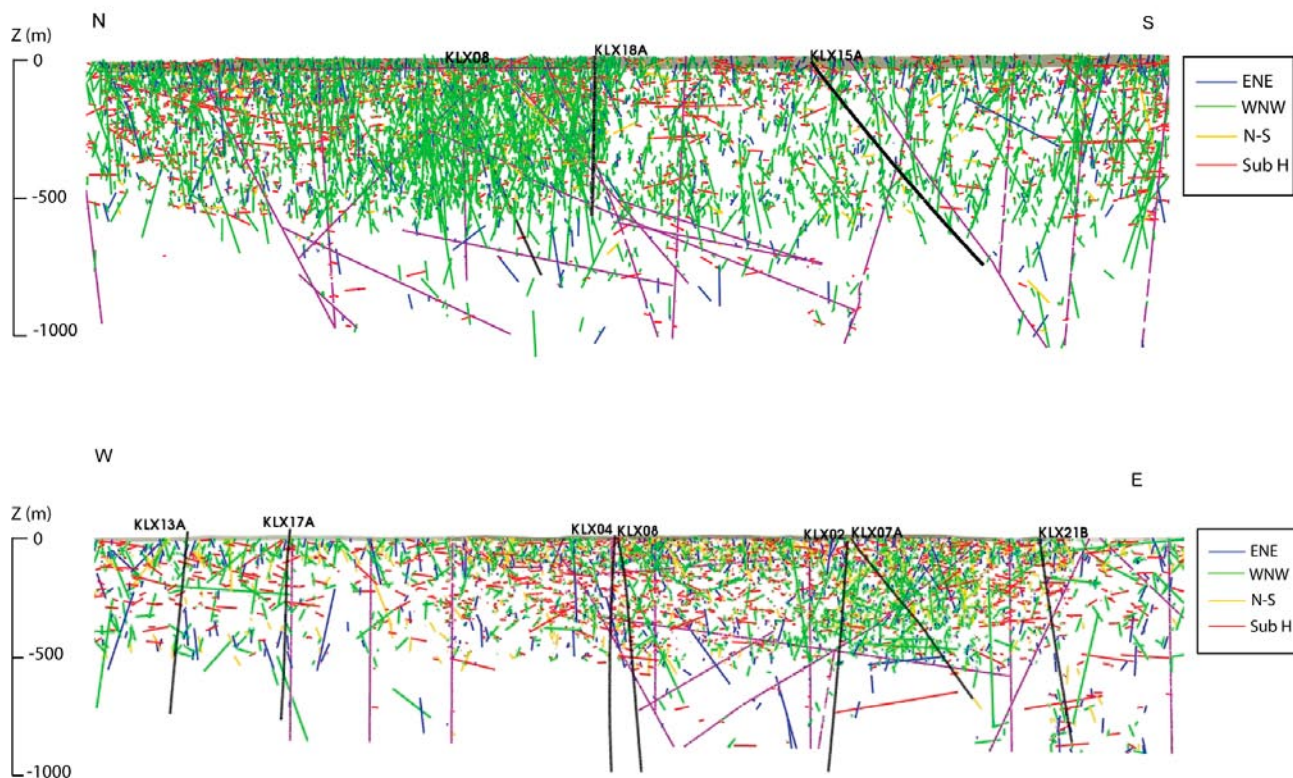 N S
Z (m)
0
-500
-1000
KLX08 KLX18A KLX15A
ENE
WNW
N-S
Sub H
W E
Z (m)
0
-500
-1000
KLX13A KLX17A KLX04 KLX06 KLX02 KLX07A KLX21B
ENE
WNW
N-S
Sub H